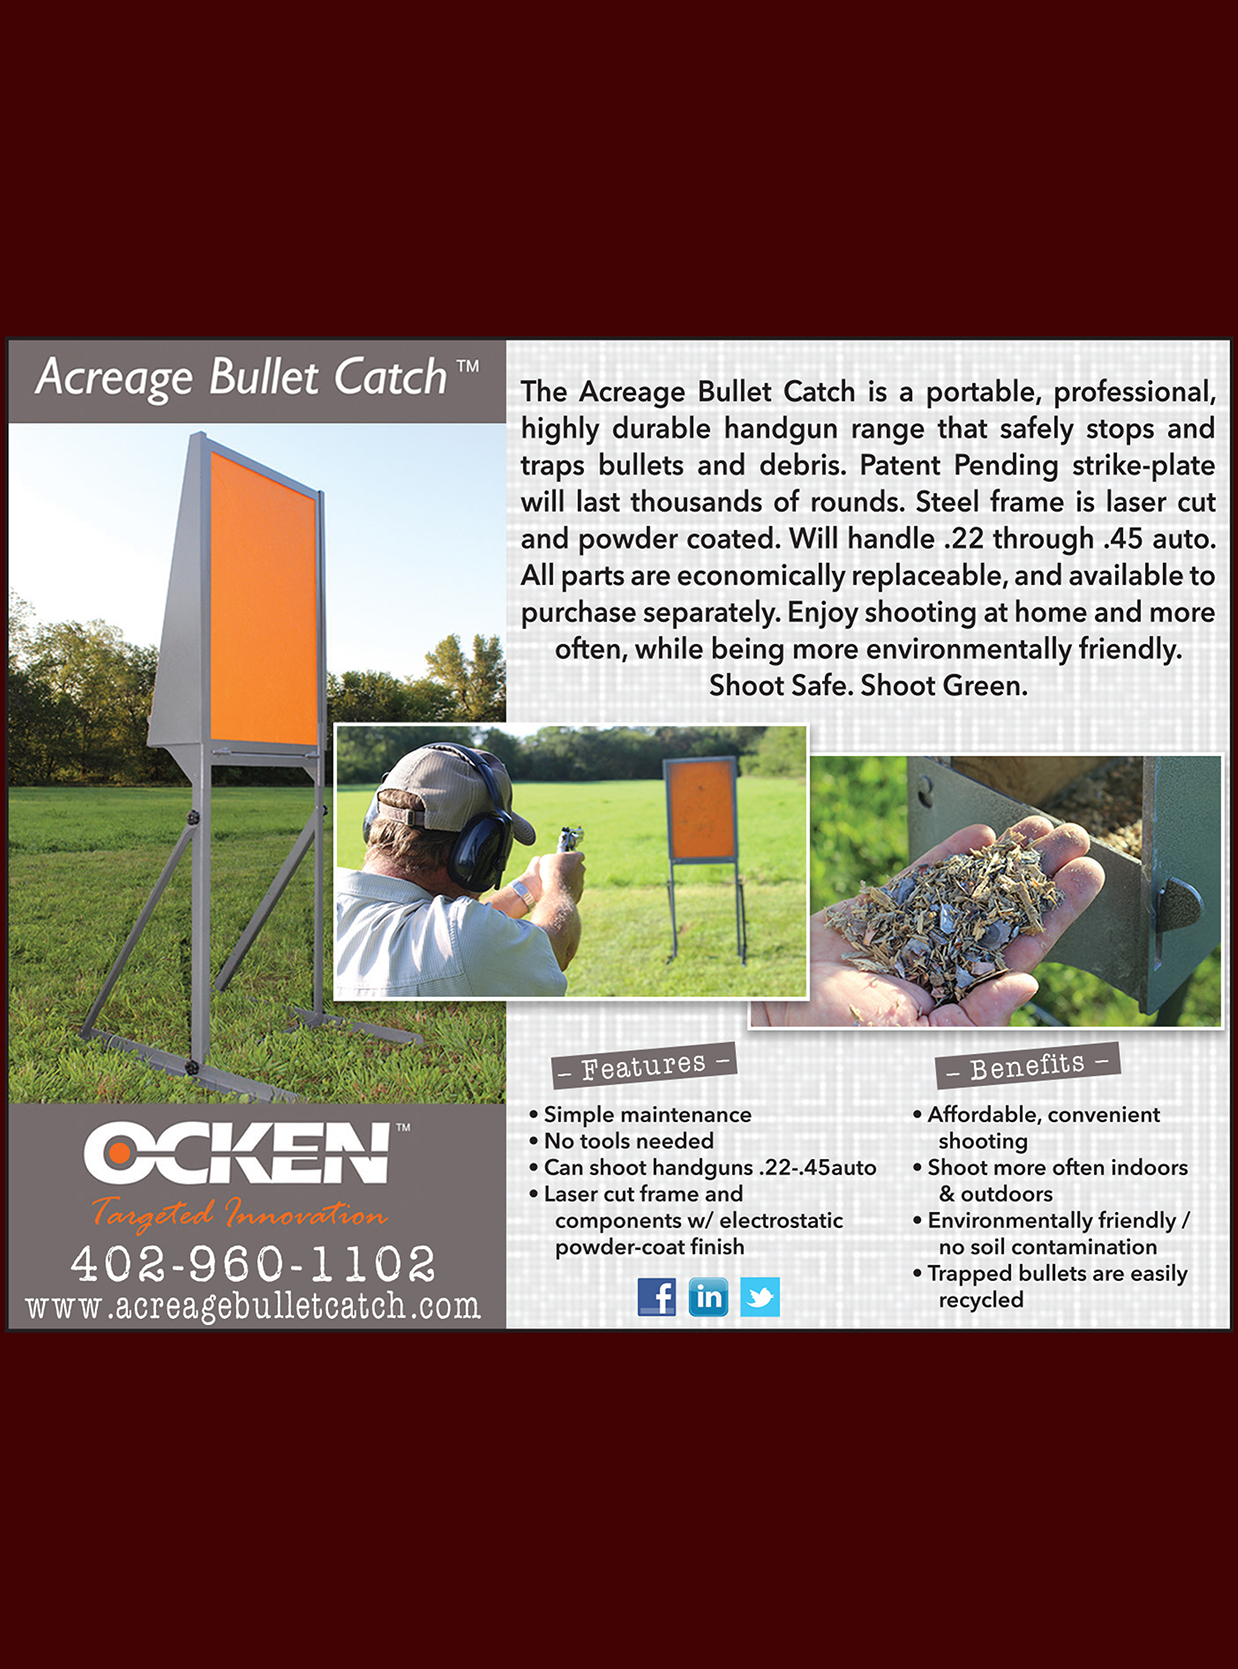 Acreage Bullet Catch™
The Acreage Bullet Catch is a portable, professional,
highly durable handgun range that safely stops and
traps bullets and debris. Patent Pending strike-plate
will last thousands of rounds. Steel frame is laser cut
and powder coated. Will handle .22 through .45 auto.
All parts are economically replaceable, and available to
purchase separately. Enjoy shooting at home and more
often, while being more environmentally friendly.
Shoot Safe. Shoot Green.
– Features –
• Simple maintenance
• No tools needed
• Can shoot handguns .22-.45auto
• Laser cut frame and
components w/ electrostatic
powder-coat finish
– Benefits –
• Affordable, convenient
shooting
• Shoot more often indoors
& outdoors
• Environmentally friendly /
no soil contamination
• Trapped bullets are easily
recycled
OCKEN™
Targeted Innovation
402-960-1102
www.acreagebulletcatch.com
f
in